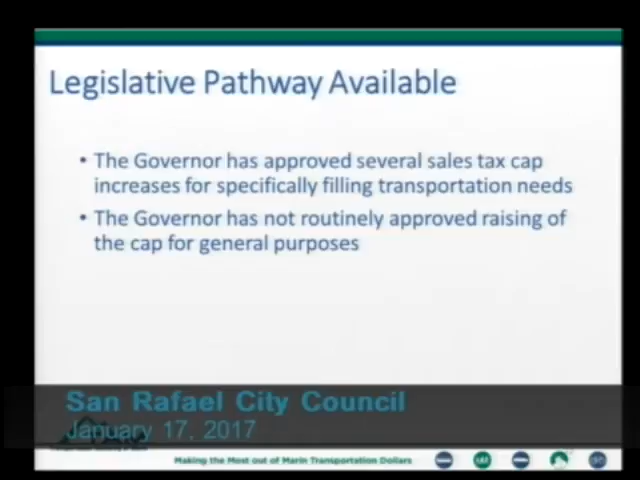 Legislative Pathway Available
• The Governor has approved several sales tax cap
increases for specifically filling transportation needs
• The Governor has not routinely approved raising of
the cap for general purposes
San Rafael City Council
January 17, 2017
Making the Most out of Marin Transportation Dollars